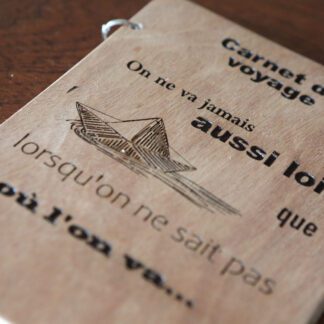 Carnet d
voyage
On ne va jamais
aussi loi
que
lorsqu'on ne sait pas
où l'on va...